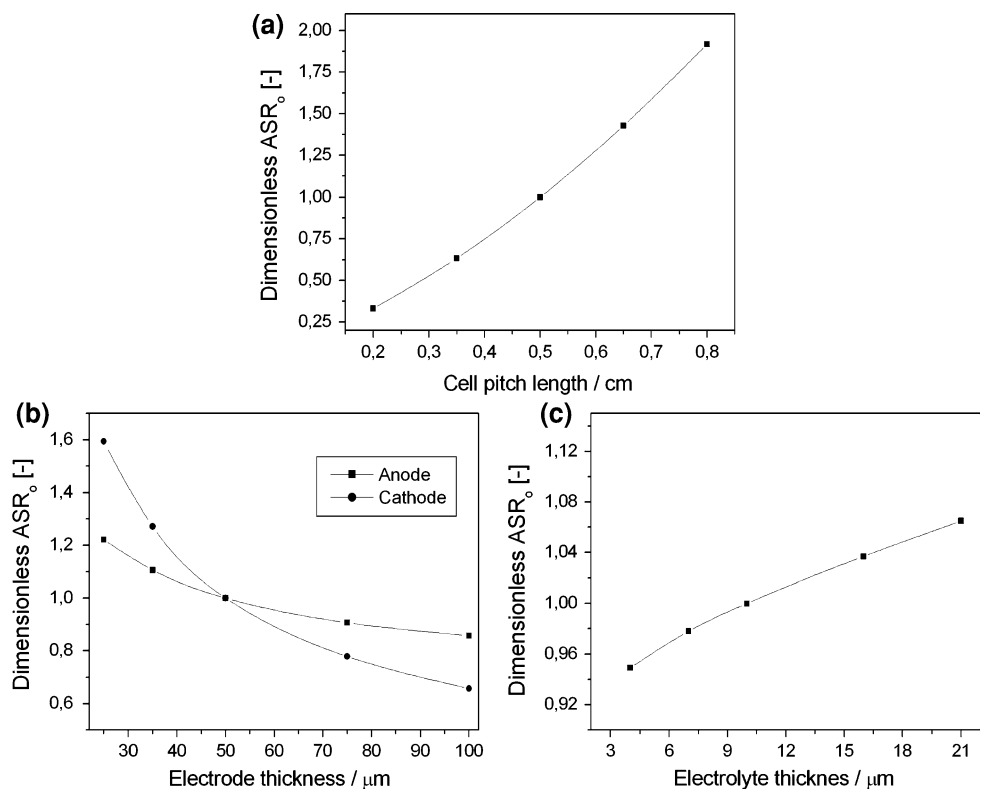 (a)
Dimensionless ASRo [-]
2,00
1,75
1,50
1,25
1,00
0,75
0,50
0,25
0,2 0,3 0,4 0,5 0,6 0,7 0,8
Cell pitch length / cm
(b)
Dimensionless ASRo [-]
1,6
1,4
1,2
1,0
0,8
0,6
Anode
Cathode
30 40 50 60 70 80 90 100
Electrode thickness / μm
(c)
Dimensionless ASRo [-]
1,12
1,08
1,04
1,00
0,96
0,92
3 6 9 12 15 18 21
Electrolyte thicknes / μm